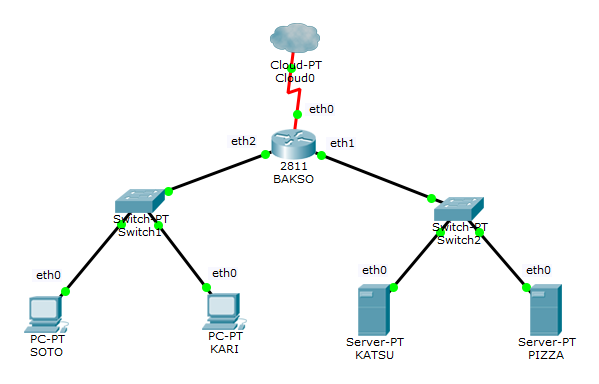 Cloud-PT
Cloud0
eth0
eth2
eth1
2811
BAKSO
Switch-PT
Switch1
Switch-PT
Switch2
eth0
eth0
eth0
eth0
PC-PT
SOTO
PC-PT
KARI
Server-PT
KATSU
Server-PT
PIZZA